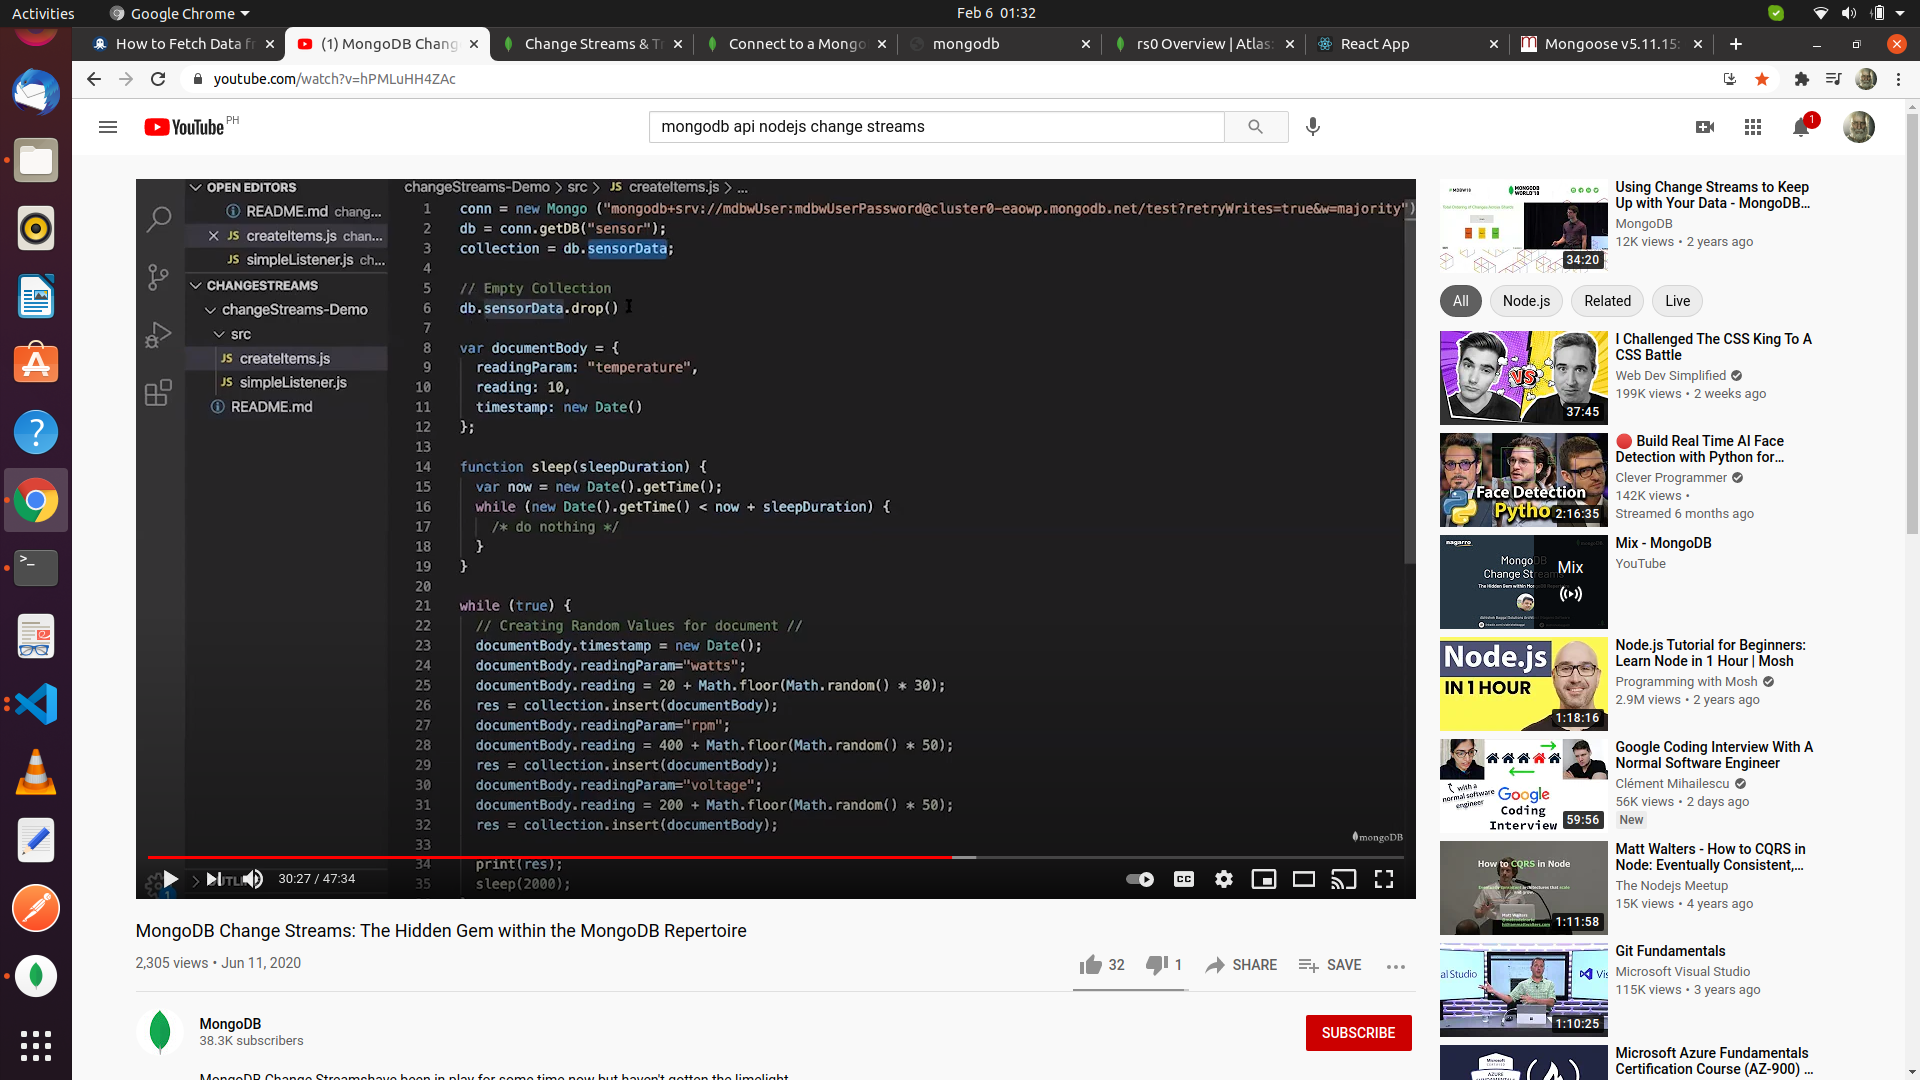 Activities
Google Chrome
Feb 6 01:32
How to Fetch Data fr
(1) MongoDB Chang
Change Streams & Tr
Connect to a Mongo
mongodb
rs0 Overview | Atlas:
React App
Mongoose v5.11.15:
youtube.com/watch?v=hPMLuHH4ZAc
YouTube PH
mongodb api nodejs change streams
1
OPEN EDITORS
README.md chang...
createItems.js chan...
simpleListener.js ch...
CHANGESTREAMS
changeStreams-Demo
src
createItems.js
simpleListener.js
README.md
changeStreams-Demo > src > JS createItems.js > ...
1 conn = new Mongo ("mongodb+srv://mdbwUser:mdbwUserPassword@cluster0-eaowp.mongodb.net/test?retryWrites=true&w=majority")
2 db = conn.getDB("sensor");
3 collection = db.sensorData;
4
5 // Empty Collection
6 db.sensorData.drop()
7
8 var documentBody = {
9 readingParam: "temperature",
10 reading: 10,
11 timestamp: new Date()
12 };
13
14 function sleep(sleepDuration) {
15 var now = new Date().getTime();
16 while (new Date().getTime() < now + sleepDuration) {
17 /* do nothing */
18 }
19 }
20
21 while (true) {
22 // Creating Random Values for document //
23 documentBody.timestamp = new Date();
24 documentBody.readingParam="watts";
25 documentBody.reading = 20 + Math.floor(Math.random() * 30);
26 res = collection.insert(documentBody);
27 documentBody.readingParam="rpm";
28 documentBody.reading = 400 + Math.floor(Math.random() * 50);
29 res = collection.insert(documentBody);
30 documentBody.readingParam="voltage";
31 documentBody.reading = 200 + Math.floor(Math.random() * 50);
32 res = collection.insert(documentBody);
33
34 print(res);
35 sleep(2000);
mongoDB
30:27 / 47:34
CC
MongoDB Change Streams: The Hidden Gem within the MongoDB Repertoire
2,305 views • Jun 11, 2020
32
1
SHARE
SAVE
MongoDB
38.3K subscribers
SUBSCRIBE
MongoDB Change Streamshave been in play for some time now but haven't gotten the limelight
34:20
Using Change Streams to Keep
Up with Your Data - MongoDB...
MongoDB
12K views • 2 years ago
All
Node.js
Related
Live
VS
37:45
I Challenged The CSS King To A
CSS Battle
Web Dev Simplified
199K views • 2 weeks ago
Face Detection
Pytho
2:16:35
Build Real Time AI Face
Detection with Python for...
Clever Programmer
142K views •
Streamed 6 months ago
nagarro
MongoDB
Change Streams
Mix
Mix - MongoDB
YouTube
Node.js
IN 1 HOUR
1:18:16
Node.js Tutorial for Beginners:
Learn Node in 1 Hour | Mosh
Programming with Mosh
2.9M views • 2 years ago
with a
normal software
engineer
Google
Coding
Interview
59:56
Google Coding Interview With A
Normal Software Engineer
Clément Mihailescu
56K views • 2 days ago
New
How to CQRS in Node
1:11:58
Matt Walters - How to CQRS in
Node: Eventually Consistent,...
The Nodejs Meetup
15K views • 4 years ago
al Studio
1:10:25
Git Fundamentals
Microsoft Visual Studio
115K views • 3 years ago
Microsoft Azure Fundamentals
Certification Course (AZ-900) ...
AZURE